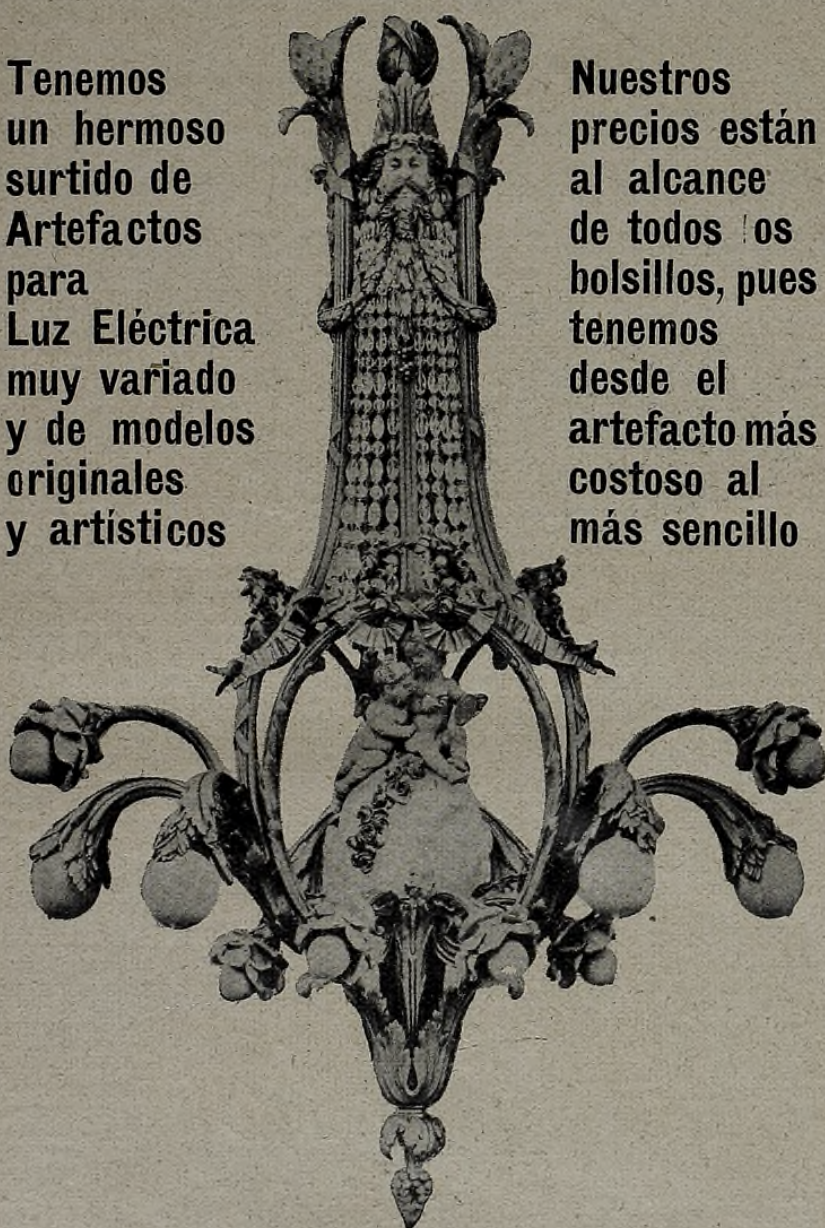 Tenemos
un hermoso
surtido de
Artefactos
para
Luz Eléctrica
muy variado
y de modelos
originales
y artísticos
Nuestros
precios están
al alcance
de todos los
bolsillos, pues
tenemos
desde el
artefacto más
costoso al
más sencillo